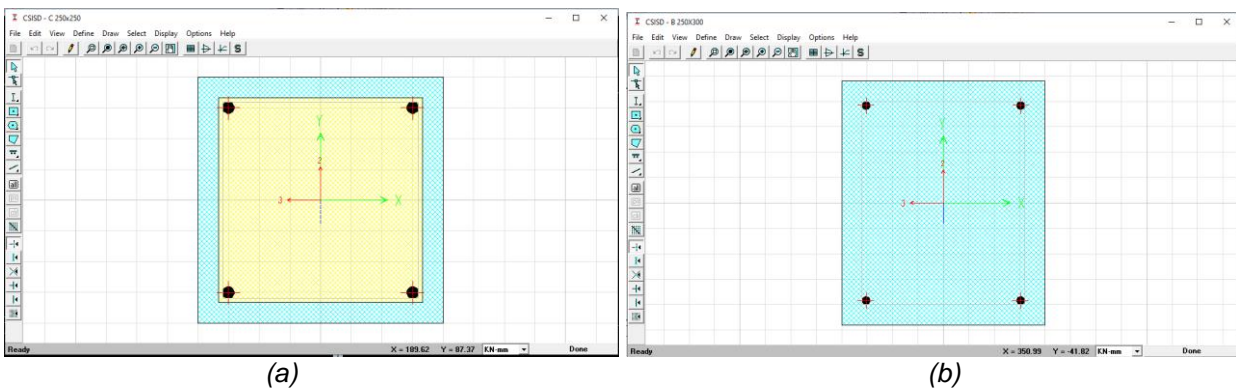 CSISD - C 250x250
File Edit View Define Draw Select Display Options Help
Y
2
3
X
Ready X = 109.62 Y = 87.37 KN-mm Done
(a)
CSISD - B 250X300
File Edit View Define Draw Select Display Options Help
Y
2
3
X
Ready X = 350.99 Y = -41.82 KN-mm Done
(b)